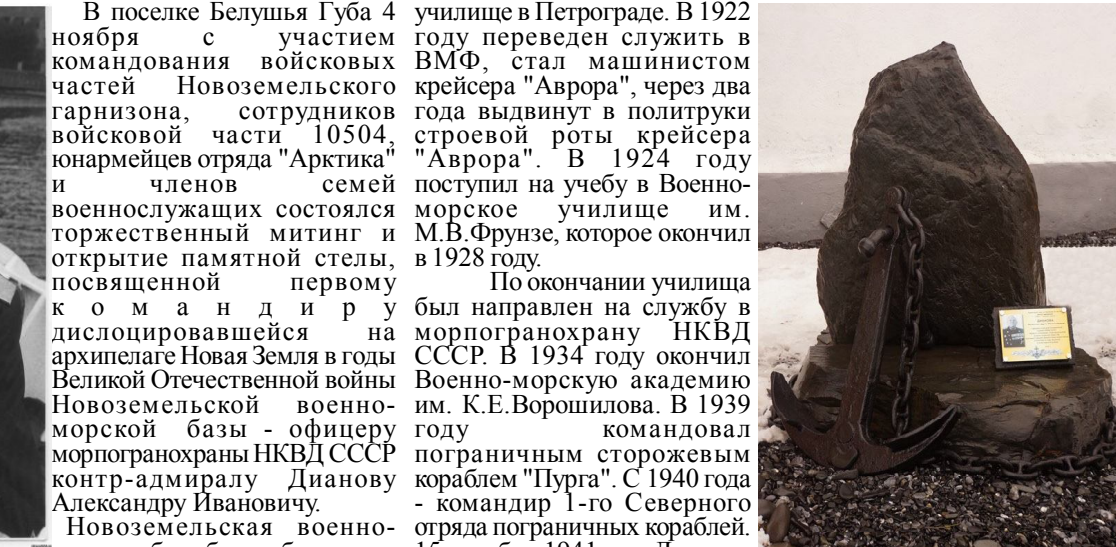 В поселке Белушья Губа 4
ноября с участием
командования войсковых
частей Новоземельского
гарнизона, сотрудников
войсковой части 10504,
юнармейцев отряда "Арктика"
и членов семей
военнослужащих состоялся
торжественный митинг и
открытие памятной стелы,
посвященной первому
командиру
дислоцировавшейся на
архипелаге Новая Земля в годы
Великой Отечественной войны
Новоземельской военно-
морской базы - офицеру
морпогранохраны НКВД СССР
контр-адмиралу Дианову
Александру Ивановичу.
Новоземельская военно-
училище в Петрограде. В 1922
году переведен служить в
ВМФ, стал машинистом
крейсера "Аврора", через два
года выдвинут в политруки
строевой роты крейсера
"Аврора". В 1924 году
поступил на учебу в Военно-
морское училище им.
М.В.Фрунзе, которое окончил
в 1928 году.
По окончании училища
был направлен на службу в
морпогранохрану НКВД
СССР. В 1934 году окончил
Военно-морскую академию
им. К.Е.Ворошилова. В 1939
году командовал
пограничным сторожевым
кораблем "Пурга". С 1940 года
- командир 1-го Северного
отряда пограничных кораблей.